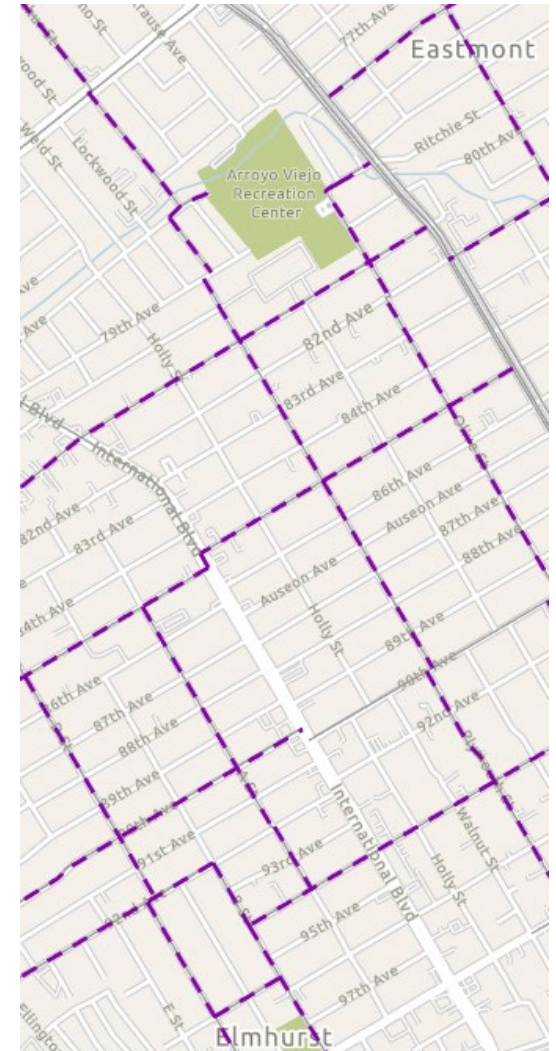 77th Ave
Eastmont
Ritchie St
80th Ave
Lockwood St
Weld St
Arroyo Viejo
Recreation
Center
79th Ave
Holly St
82nd Ave
83rd Ave
84th Ave
International Blvd
82nd Ave
83rd Ave
86th Ave
Auseon Ave
87th Ave
88th Ave
Auseon Ave
Holly St
89th Ave
90th Ave
92nd Ave
87th Ave
88th Ave
89th Ave
91st Ave
93rd Ave
International Blvd
Walnut St
Holly St
95th Ave
97th Ave
E St
Elmhurst